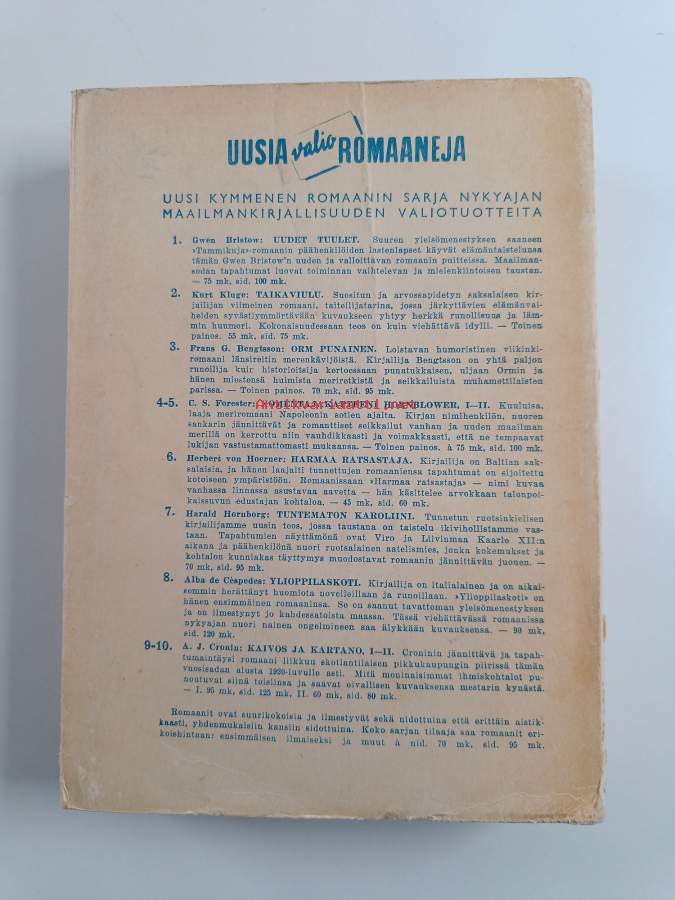 UUSIA valio ROMAANEJA
UUSI KYMMENEN ROMAANIN SARJA NYKYAJAN
MAAILMANKIRJALLISUUDEN VALIOTUOTTEITA
1. Gwen Bristow: UUDET TUULET. Suuren yleisömenestyksen saaneen
»Tammikuja»-romaanin päähenkilöiden lastenlapset käyvät elämäntaistelunsa
tämän Gwen Bristow'n uuden ja valloittavan romaanin puitteissa. Maailman-
sodan tapahtumat luovat toiminnan vaihtelevan ja mielenkiintoisen taustan.
— 75 mk, sid. 100 mk.
2. Kurt Kluge: TAIKAVIULU. Suositun ja arvossapidetyn saksalaisen kir-
jailijan viimeinen romaani, taiteilijatarina, jossa järkyttävien elämänvai-
heiden syvästiymmörtävään kuvaukseen yhtyy herkkä runollisuus ja läm-
min huumori. Kokonaisuudessaan teos on kuin viehättävä idylli. — Toinen
painos. 55 mk, sid. 75 mk.
3. Frans G. Bengtsson: ORM PUNAINEN. Loistavan humoristinen viikinki-
romaani länsireitin merenkävijöistä. Kirjailija Bengtsson on yhtä paljon
runoilija kuin historioitsija kertoessaan punatukkaisen, uljaan Ormin ja
hänen miestensä huimista meriretkistä ja seikkailuista muhamettilaisten
parissa. — Toinen painos. 70 mk, sid. 95 mk.
4-5. C. S. Forester: KAPTEENI HORNBLOWER, I—II. Kuuluisa,
laaja meriromaani Napoleonin sotien ajalta. Kirjan nimihenkilön, nuoren
sankarin jännittävät ja romanttiset seikkailut vanhan ja uuden maailman
merillä on kerrottu niin vauhdikkaasti ja voimakkaasti, että ne tempaavat
lukijan vastustamattomasti mukaansa. — Toinen painos. à 75 mk, sid. 100 mk.
6. Herbert von Hoerner: HARMAA RATSASTAJA. Kirjailija on Baltian sak-
salaisia, ja hänen laajalti tunnettujen romaaniensa tapahtumat on sijoitettu
kotoiseen ympäristöön. Romaanissaan »Harmaa ratsastaja» — nimi kuvaa
vanhassa linnassa asustavaa aavetta — hän käsittelee arvokkaan talonpoi-
kaissuvun edustajan kohtaloa. — 45 mk, sid. 60 mk.
7. Harald Hornborg: TUNTEMATON KAROLIINI. Tunnetun ruotsinkielisen
kirjailijamme uusin teos, jossa taustana on taistelu ikivihollistamme vas-
taan. Tapahtumien näyttämönä ovat Viro ja Liivinmaa Kaarle XII:n
aikana ja päähenkilönä nuori ruotsalainen aatelismies, jonka kokemukset ja
kohtalon kunniakas täyttymys muodostavat romaanin jännittävän juonen. —
70 mk, sid. 95 mk.
8. Alba de Cèspedes: YLIOPPILASKOTI. Kirjailija on italialainen ja on aikai-
semmin herättänyt huomiota novelleillaan ja runoillaan. »Ylioppilaskoti» on
hänen ensimmäinen romaaninsa. Se on saanut tavattoman yleisömenestyksen
ja on ilmestynyt jo kahdessatoista maassa. Tässä viehättävässä romaanissa
nykyajan nuori nainen ongelmineen saa älykkään kuvauksensa. — 90 mk,
sid. 120 mk.
9-10. A. J. Cronin: KAIVOS JA KARTANO, I—II. Croninin jännittävä ja tapah-
tumaintäysi romaani liikkuu skotlantilaisen pikkukaupungin piirissä tämän
vuosisadan alusta 1930-luvulle asti. Mitä moninaisimmat ihmiskohtalot pu-
noutuvat siinä toisiinsa ja saavat oivallisen kuvauksensa mestarin kynästä.
— I. 95 mk, sid. 125 mk, II. 60 mk, sid. 80 mk.
Romaanit ovat suurikokoisia ja ilmestyvät sekä nidottuina että erittäin aistik-
kaasti, yhdenmukaisiin kansiin sidottuina. Koko sarjan tilaaja saa romaanit eri-
koishintaan: ensimmäisen ilmaiseksi ja muut à nid. 70 mk, sid. 95 mk.